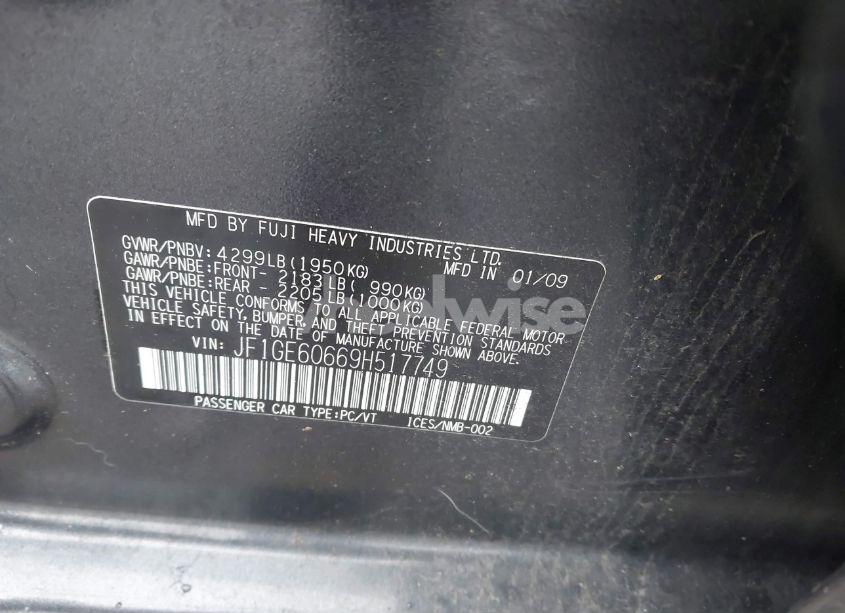 MFD BY FUJI HEAVY INDUSTRIES LTD.
GVWR/PNBV: 4299LB (1950KG) MFD IN 01/09
GAWR/PNBE: FRONT- 2183LB ( 990KG)
GAWR/PNBE: REAR - 2205LB (1000KG)
THIS VEHICLE CONFORMS TO ALL APPLICABLE FEDERAL MOTOR
VEHICLE SAFETY, BUMPER, AND THEFT PREVENTION STANDARDS
IN EFFECT ON THE DATE OF MANUFACTURE SHOWN ABOVE.
VIN: JF1GE60669H517749
PASSENGER CAR TYPE:PC/VT ICES/NMB-002